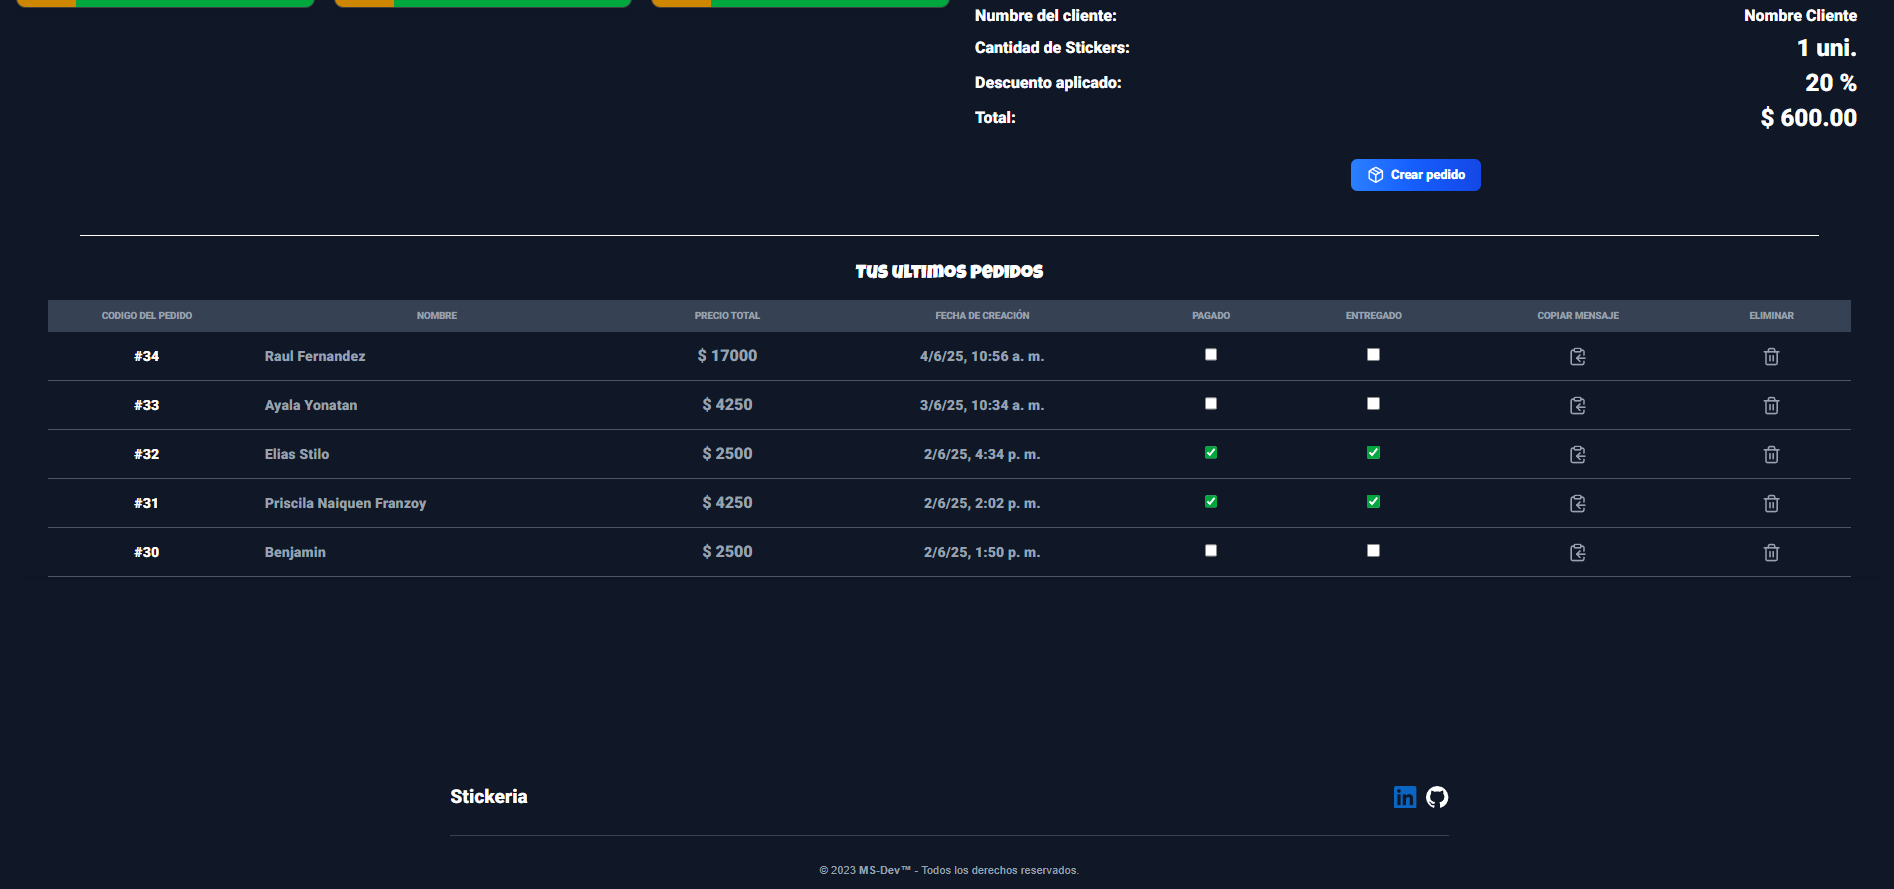 Numbre del cliente: Nombre Cliente
Cantidad de Stickers: 1 uni.
Descuento aplicado: 20 %
Total: $ 600.00
Crear pedido
Tus ultimos pedidos
CODIGO DEL PEDIDO NOMBRE PRECIO TOTAL FECHA DE CREACIÓN PAGADO ENTREGADO COPIAR MENSAJE ELIMINAR
#34 Raul Fernandez $ 17000 4/6/25, 10:56 a. m.
#33 Ayala Yonatan $ 4250 3/6/25, 10:34 a. m.
#32 Elias Stilo $ 2500 2/6/25, 4:34 p. m.
#31 Priscila Naiquen Franzoy $ 4250 2/6/25, 2:02 p. m.
#30 Benjamin $ 2500 2/6/25, 1:50 p. m.
Stickeria in
© 2023 MS-Dev™ - Todos los derechos reservados.